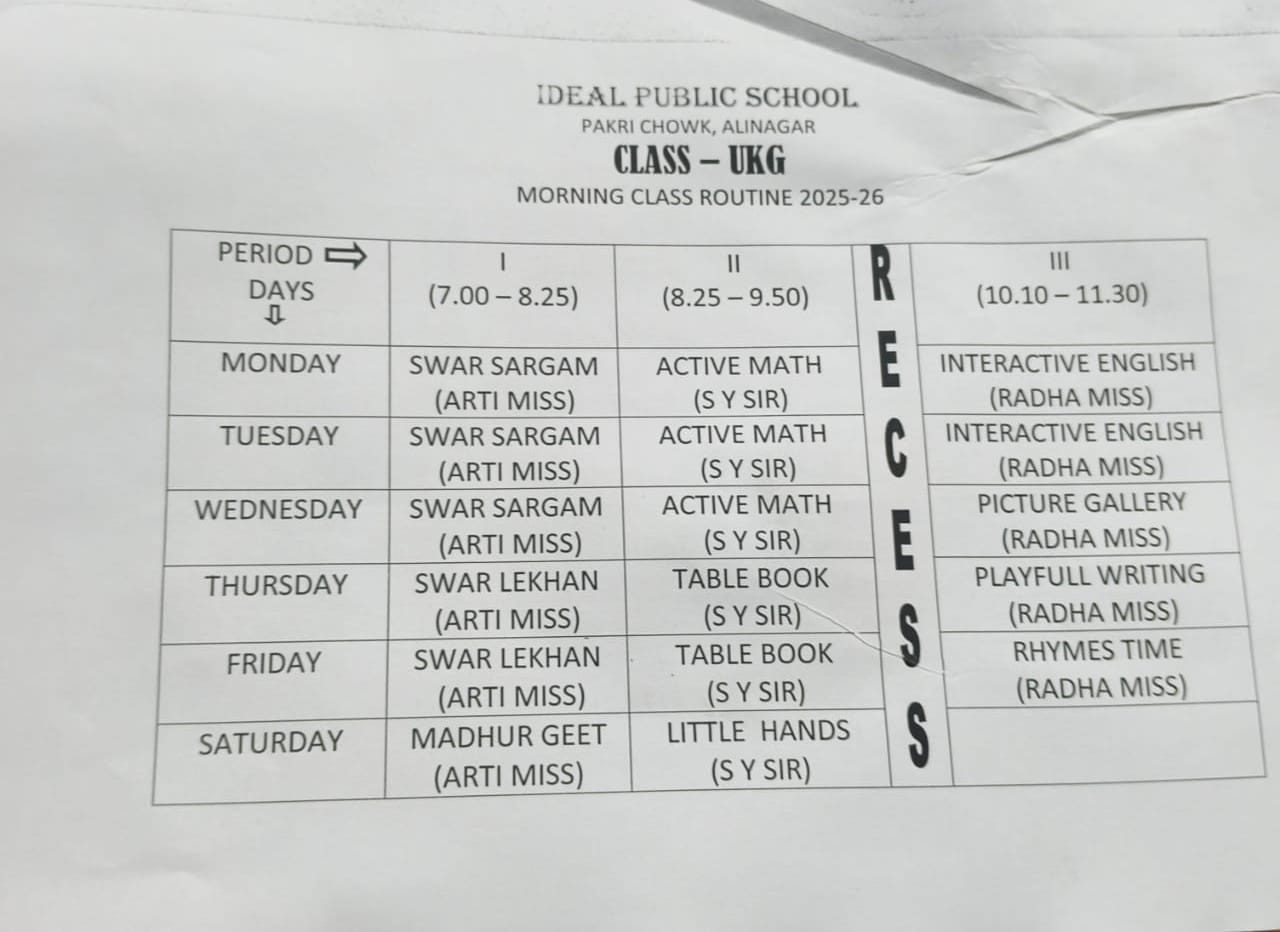 IDEAL PUBLIC SCHOOL
PAKRI CHOWK, ALINAGAR
CLASS – UKG
MORNING CLASS ROUTINE 2025-26
PERIOD ⇨ I II R III
DAYS (7.00 – 8.25) (8.25 – 9.50) (10.10 – 11.30)
⇩
MONDAY SWAR SARGAM ACTIVE MATH E INTERACTIVE ENGLISH
(ARTI MISS) (S Y SIR) (RADHA MISS)
TUESDAY SWAR SARGAM ACTIVE MATH C INTERACTIVE ENGLISH
(ARTI MISS) (S Y SIR) (RADHA MISS)
WEDNESDAY SWAR SARGAM ACTIVE MATH E PICTURE GALLERY
(ARTI MISS) (S Y SIR) (RADHA MISS)
THURSDAY SWAR LEKHAN TABLE BOOK S PLAYFULL WRITING
(ARTI MISS) (S Y SIR) (RADHA MISS)
FRIDAY SWAR LEKHAN TABLE BOOK RHYMES TIME
(ARTI MISS) (S Y SIR) (RADHA MISS)
SATURDAY MADHUR GEET LITTLE HANDS S
(ARTI MISS) (S Y SIR)